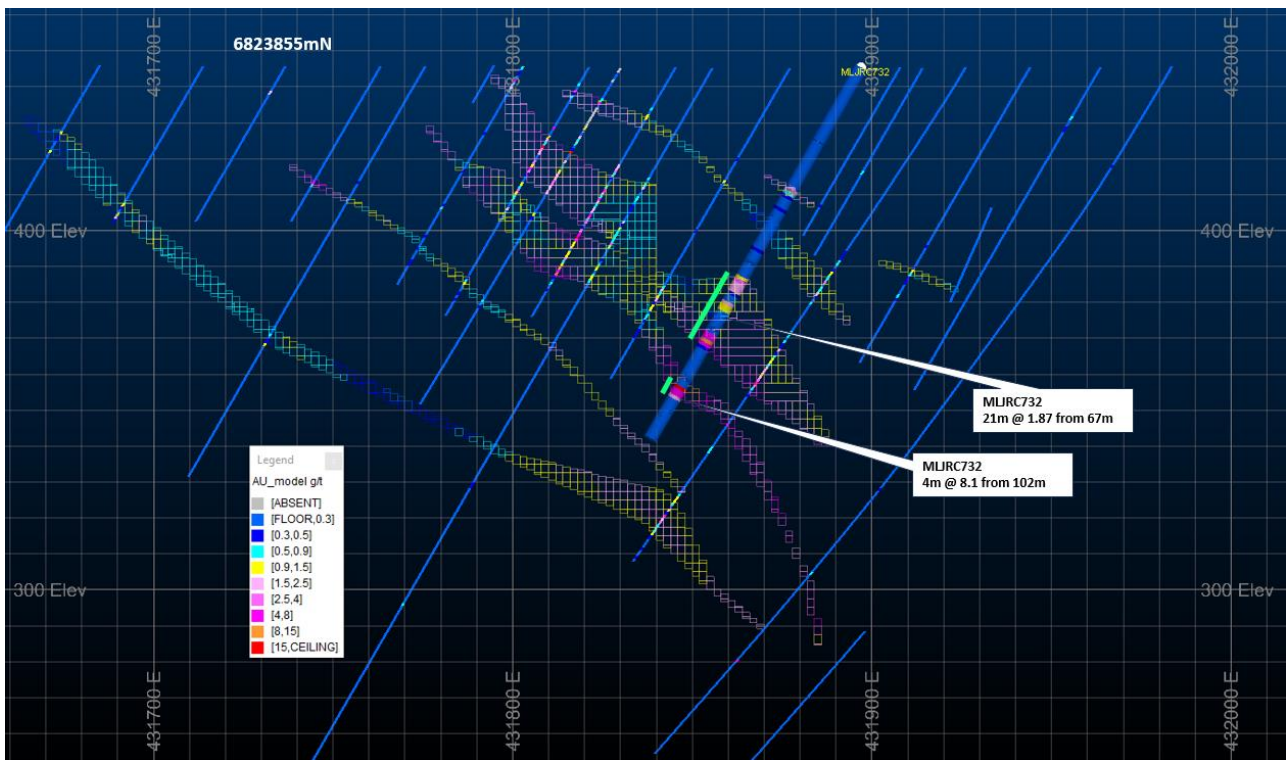 6823855mN
431700 E
431800 E
431900 E
432000 E
MLJRC732
400 Elev
400 Elev
MLJRC732
21m @ 1.87 from 67m
MLJRC732
4m @ 8.1 from 102m
Legend
AU_model g/t
[ABSENT]
[FLOOR,0.3]
[0.3,0.5]
[0.5,0.9]
[0.9,1.5]
[1.5,2.5]
[2.5,4]
[4,8]
[8,15]
[15,CEILING]
300 Elev
300 Elev
431700 E
431800 E
431900 E
432000 E